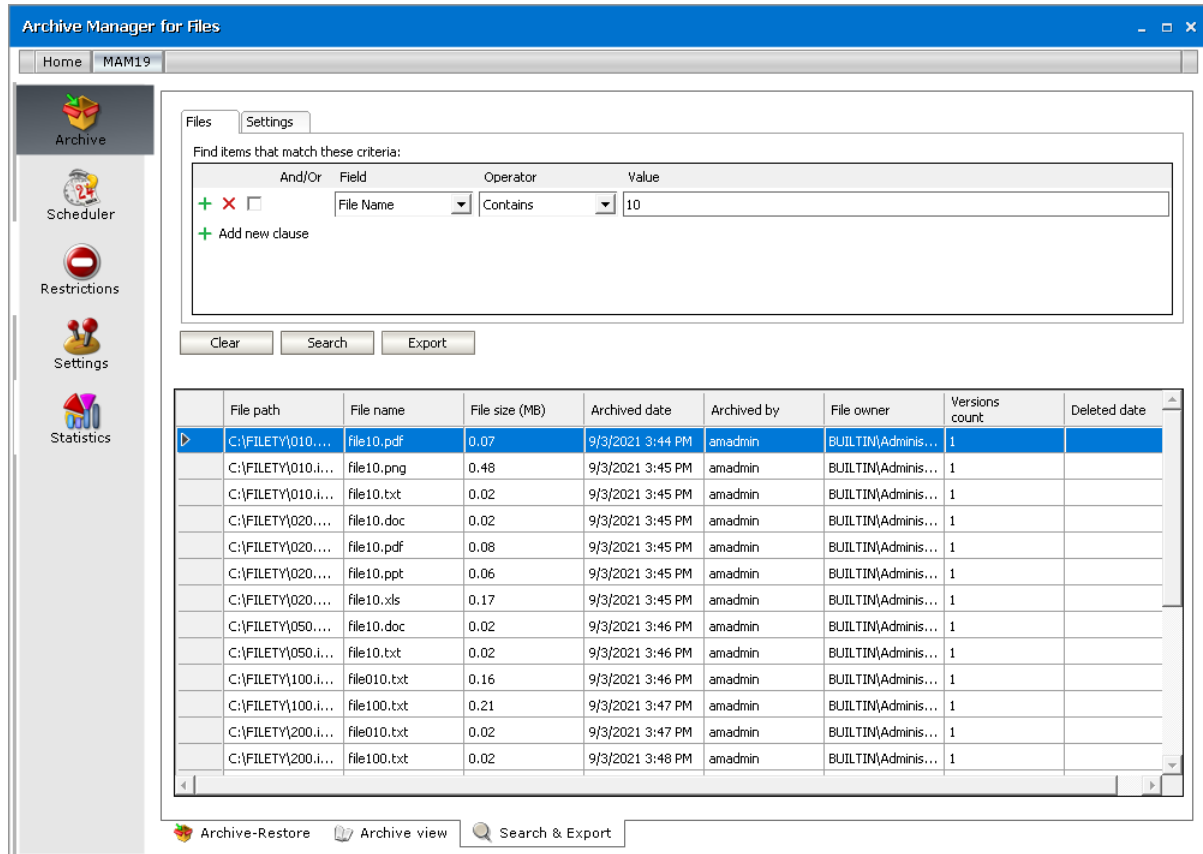 Archive Manager for Files
Home MAM19
Archive
Scheduler
Restrictions
Settings
Statistics
Files Settings
Find items that match these criteria:
And/Or Field Operator Value
File Name Contains 10
Add new clause
Clear Search Export
File path File name File size (MB) Archived date Archived by File owner Versions count Deleted date
C:\FILETY\010.... file10.pdf 0.07 9/3/2021 3:44 PM amadmin BUILTIN\Adminis... 1
C:\FILETY\010.i... file10.png 0.48 9/3/2021 3:45 PM amadmin BUILTIN\Adminis... 1
C:\FILETY\010.i... file10.txt 0.02 9/3/2021 3:45 PM amadmin BUILTIN\Adminis... 1
C:\FILETY\020.... file10.doc 0.02 9/3/2021 3:45 PM amadmin BUILTIN\Adminis... 1
C:\FILETY\020.... file10.pdf 0.08 9/3/2021 3:45 PM amadmin BUILTIN\Adminis... 1
C:\FILETY\020.... file10.ppt 0.06 9/3/2021 3:45 PM amadmin BUILTIN\Adminis... 1
C:\FILETY\020.... file10.xls 0.17 9/3/2021 3:45 PM amadmin BUILTIN\Adminis... 1
C:\FILETY\050.... file10.doc 0.02 9/3/2021 3:46 PM amadmin BUILTIN\Adminis... 1
C:\FILETY\050.i... file10.txt 0.02 9/3/2021 3:46 PM amadmin BUILTIN\Adminis... 1
C:\FILETY\100.i... file010.txt 0.16 9/3/2021 3:46 PM amadmin BUILTIN\Adminis... 1
C:\FILETY\100.i... file100.txt 0.21 9/3/2021 3:47 PM amadmin BUILTIN\Adminis... 1
C:\FILETY\200.i... file010.txt 0.02 9/3/2021 3:47 PM amadmin BUILTIN\Adminis... 1
C:\FILETY\200.i... file100.txt 0.02 9/3/2021 3:48 PM amadmin BUILTIN\Adminis... 1
Archive-Restore Archive view Search & Export